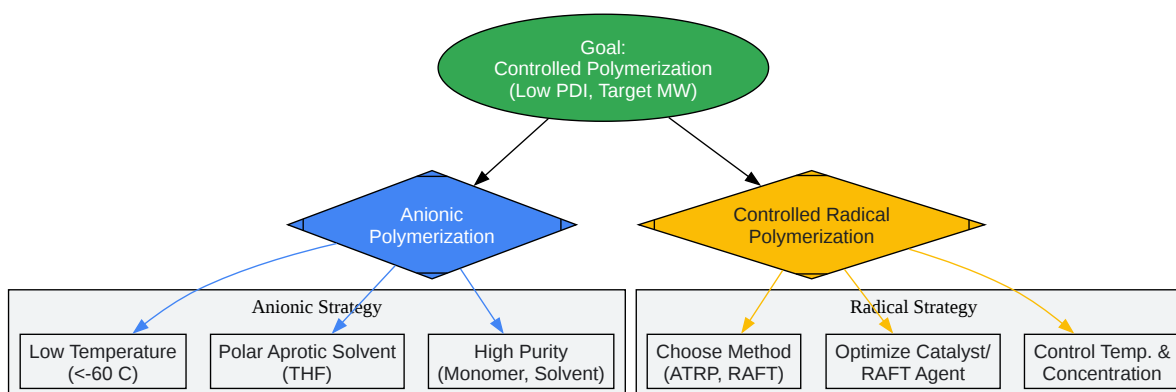 Goal:
Controlled Polymerization
(Low PDI, Target MW)
Anionic
Polymerization
Controlled Radical
Polymerization
Anionic Strategy
Radical Strategy
Low Temperature
(<-60 C)
Polar Aprotic Solvent
(THF)
High Purity
(Monomer, Solvent)
Choose Method
(ATRP, RAFT)
Optimize Catalyst/
RAFT Agent
Control Temp. &
Concentration